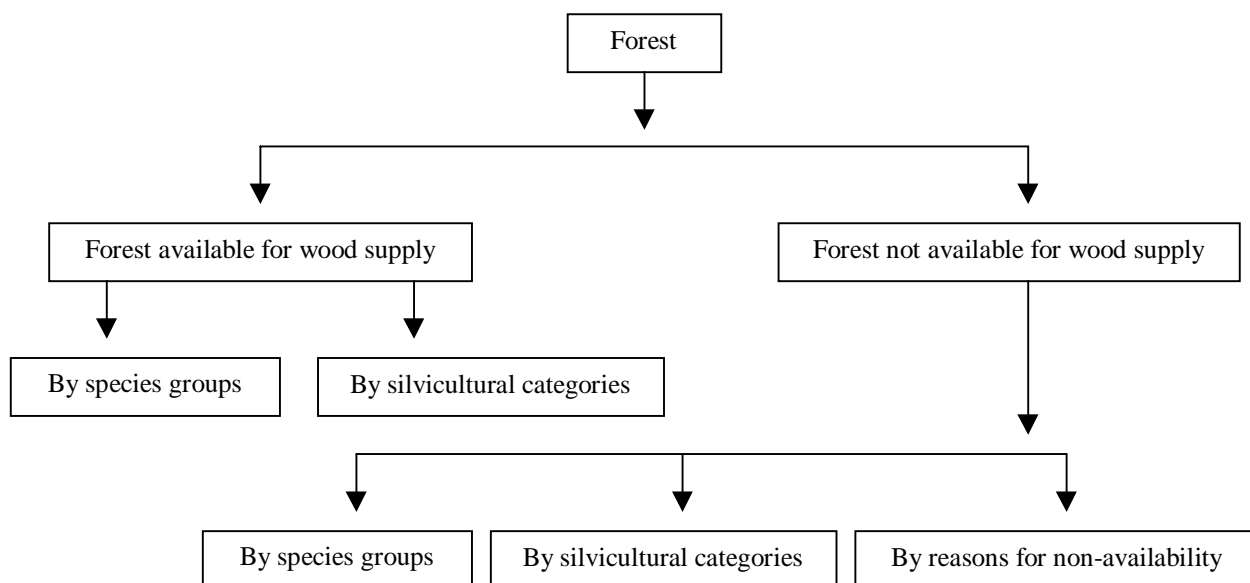 Forest
Forest available for wood supply
Forest not available for wood supply
By species groups
By silvicultural categories
By species groups
By silvicultural categories
By reasons for non-availability